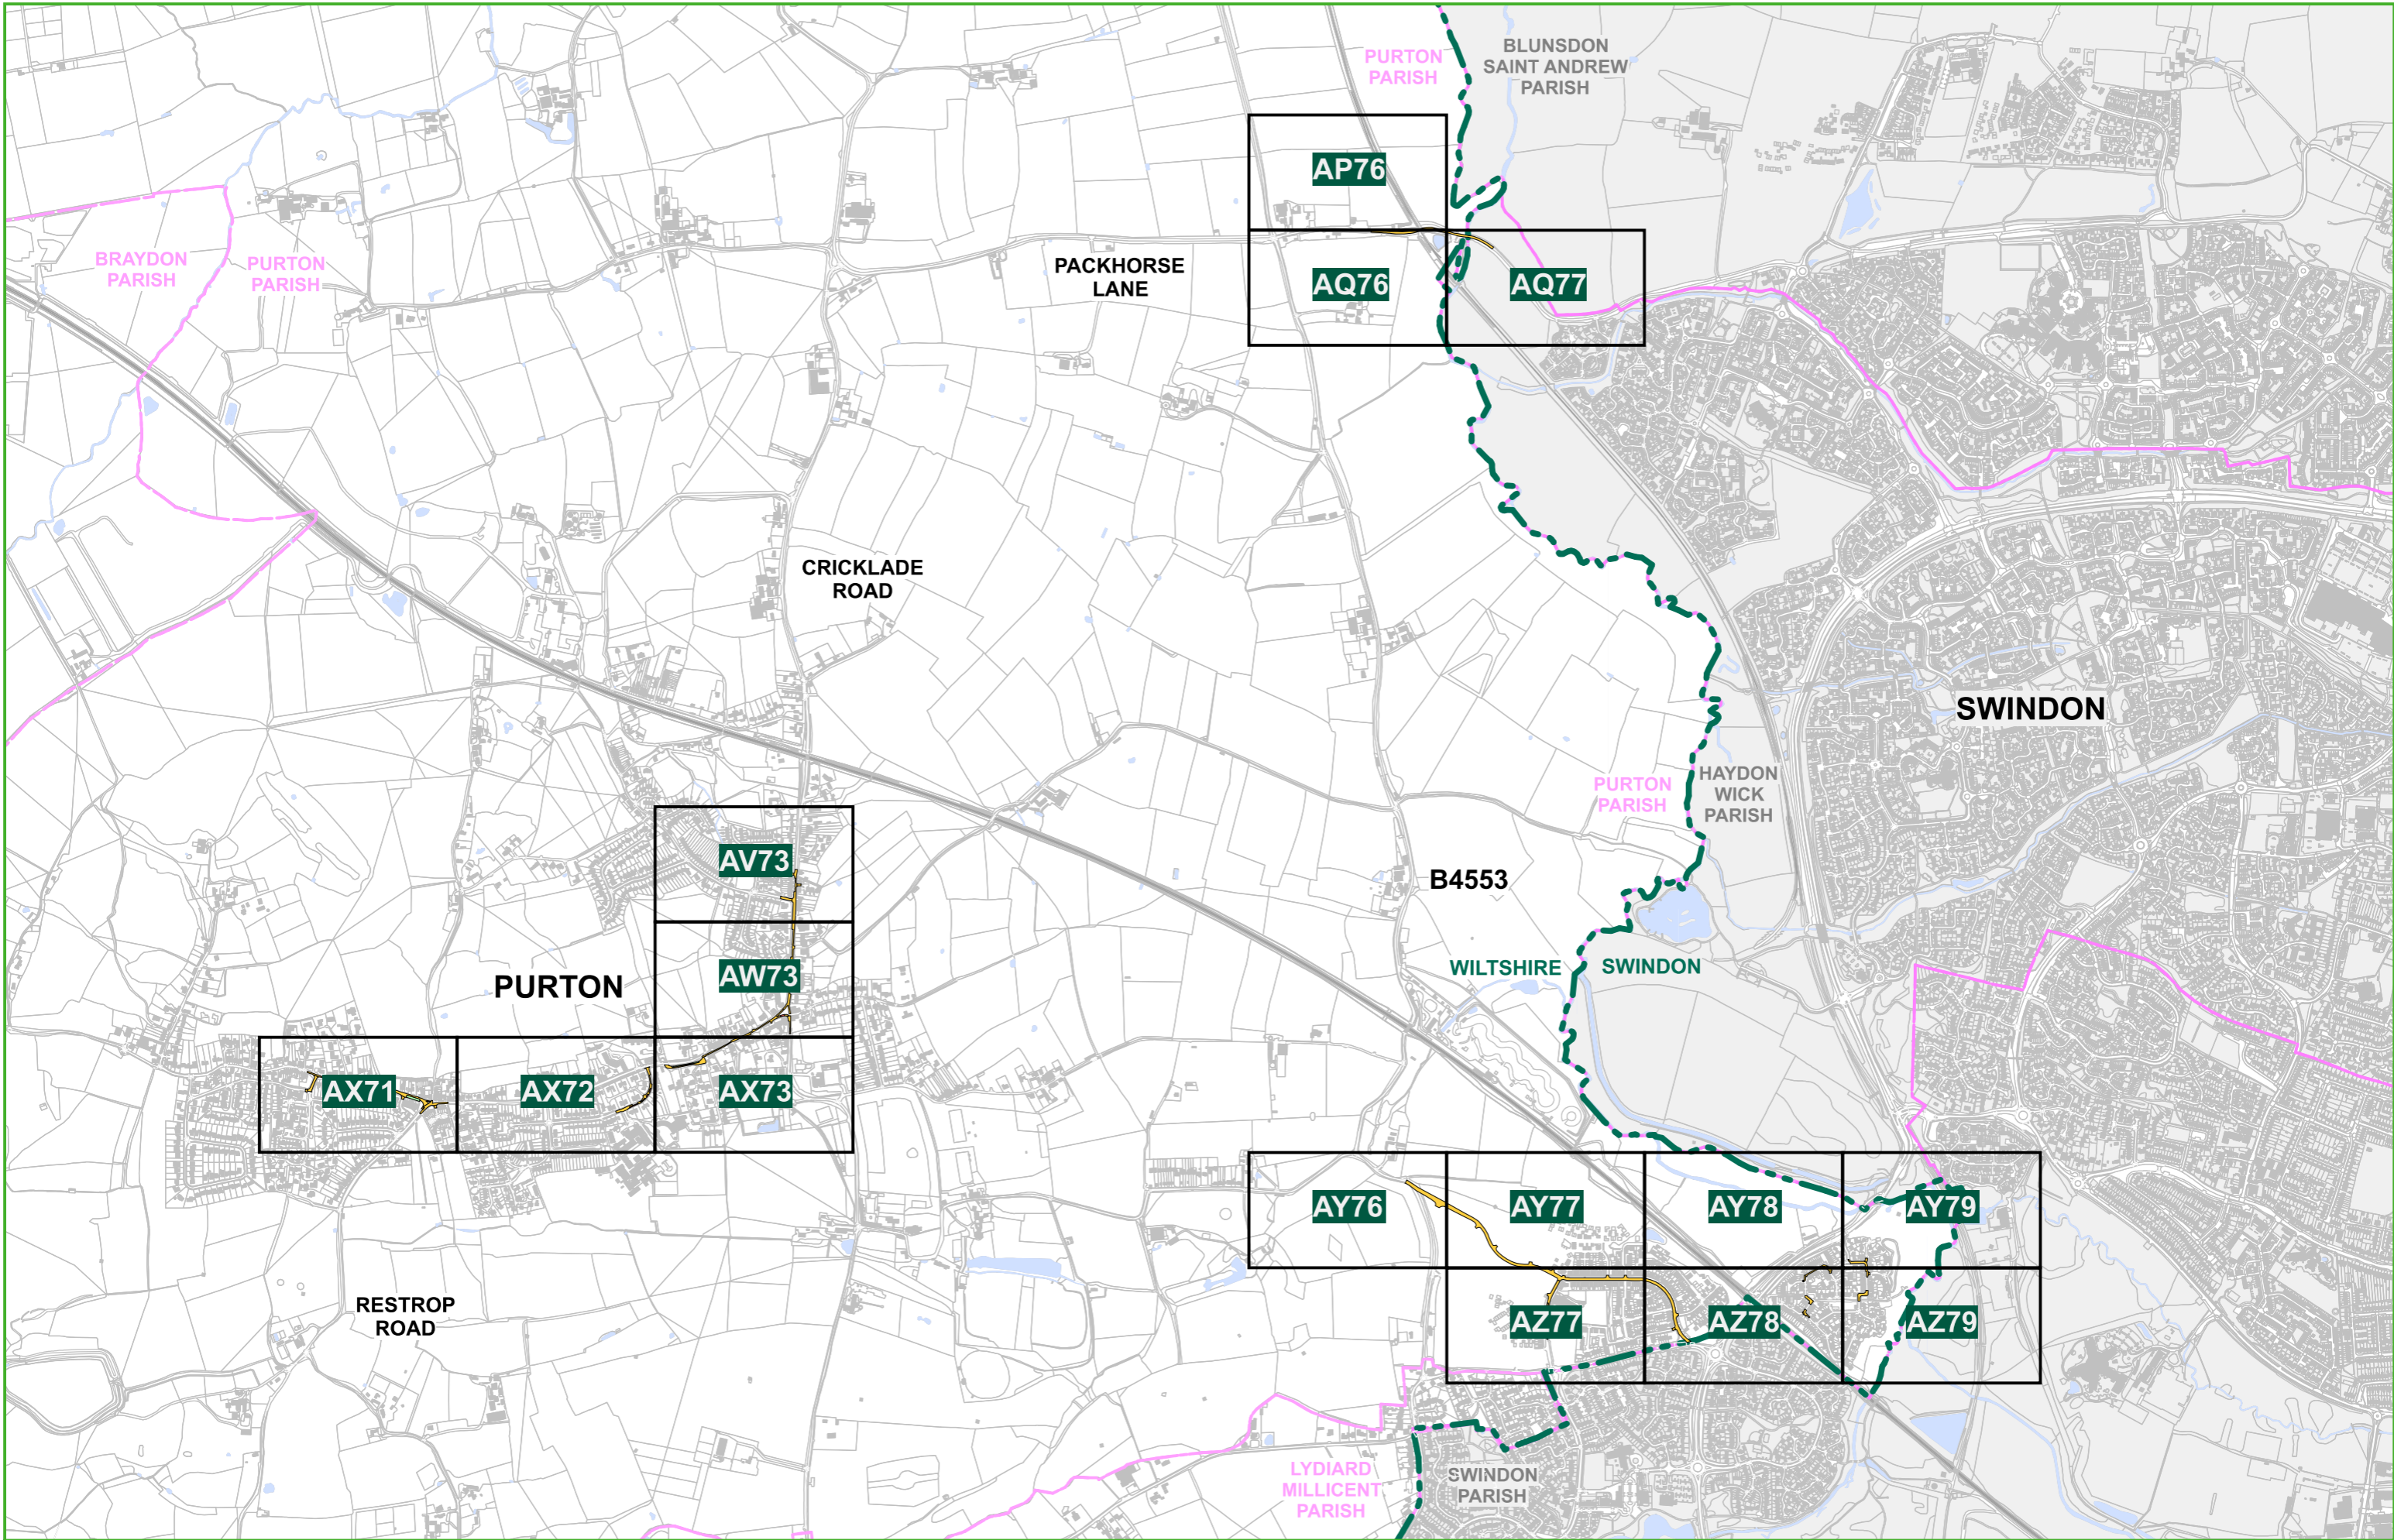 PURTON
PARISH
BLUNSDON
SAINT ANDREW
PARISH
AP76
BRAYDON
PARISH
PURTON
PARISH
PACKHORSE
LANE
AQ76
AQ77
CRICKLADE
ROAD
SWINDON
PURTON
PARISH
HAYDON
WICK
PARISH
AV73
B4553
WILTSHIRE
SWINDON
AW73
PURTON
AX71
AX72
AX73
AY76
AY77
AY78
AY79
RESTROP
ROAD
AZ77
AZ78
AZ79
LYDIARD
MILLICENT
PARISH
SWINDON
PARISH